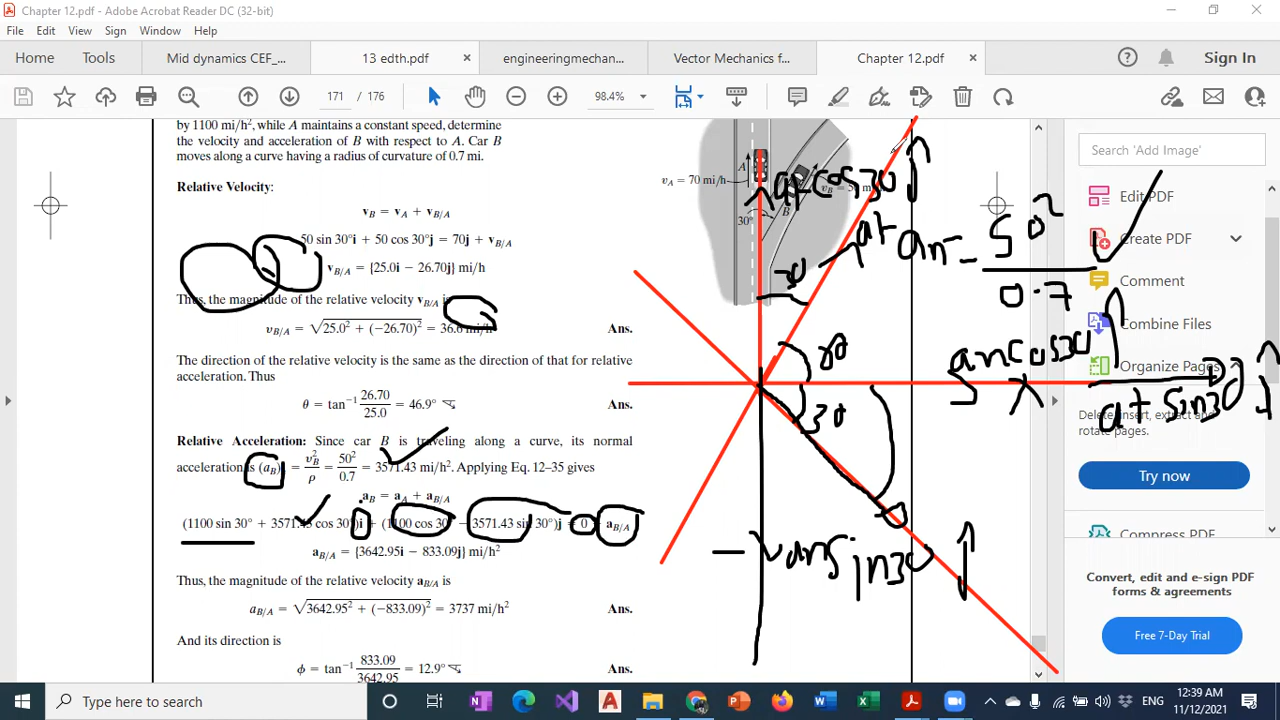 Chapter 12.pdf - Adobe Acrobat Reader DC (32-bit)
File Edit View Sign Window Help
Home Tools Mid dynamics CEF_... 13 edth.pdf engineeringmechan... Vector Mechanics f... Chapter 12.pdf Sign In
171 / 176 98.4%
by 1100 mi/h², while A maintains a constant speed, determine
the velocity and acceleration of B with respect to A. Car B
moves along a curve having a radius of curvature of 0.7 mi.
Relative Velocity:
v_B = v_A + v_B/A
50 sin 30°i + 50 cos 30°j = 70j + v_B/A
v_B/A = {25.0i − 26.70j} mi/h
Thus, the magnitude of the relative velocity v_B/A is
v_B/A = √25.0² + (−26.70)² = 36.6 mi/h Ans.
The direction of the relative velocity is the same as the direction of that for relative
acceleration. Thus
θ = tan⁻¹ 26.70/25.0 = 46.9° Ans.
Relative Acceleration: Since car B is traveling along a curve, its normal
acceleration is (a_B) = v_B²/ρ = 50²/0.7 = 3571.43 mi/h². Applying Eq. 12–35 gives
a_B = a_A + a_B/A
(1100 sin 30° + 3571.43 cos 30°)i + (1100 cos 30° − 3571.43 sin 30°)j = 0 + a_B/A
a_B/A = {3642.95i − 833.09j} mi/h²
Thus, the magnitude of the relative velocity a_B/A is
a_B/A = √3642.95² + (−833.09)² = 3737 mi/h² Ans.
And its direction is
ϕ = tan⁻¹ 833.09/3642.95 = 12.9° Ans.
A
v_A = 70 mi/h
v_B = 5
30°
B
at cos30
at
an = 50²
0.7
30
30
an cos30
at sin30
- an sin30
Search 'Add Image'
Edit PDF
Create PDF
Comment
Combine Files
Organize Pages
Delete, insert, extract and
rotate pages.
Try now
Compress PDF
Convert, edit and e-sign PDF
forms & agreements
Free 7-Day Trial
Type here to search
ENG
12:39 AM
11/12/2021